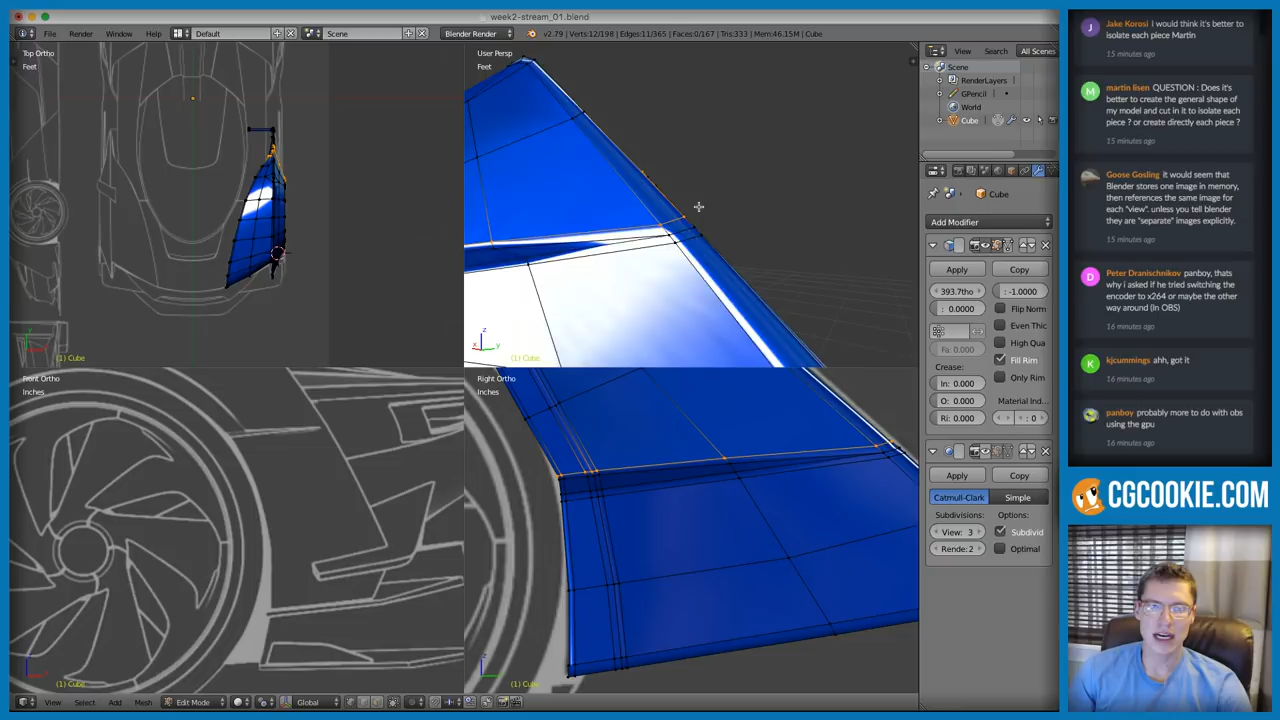 week2-stream_01.blend
File Render Window Help Default Scene Blender Render v2.79 | Verts:12/198 | Edges:11/365 | Faces:0/167 | Tris:333 | Mem:46.15M | Cube
Top Ortho
Feet
(1) Cube
User Persp
Feet
(1) Cube
Front Ortho
Inches
(1) Cube
Right Ortho
Inches
(1) Cube
View Select Add Mesh Edit Mode Global
View Search All Scenes
Scene
RenderLayers
GPencil
World
Cube
Cube
Add Modifier
Apply Copy
393.7tho : -1.0000
: 0.0000 Flip Norm
Even Thic
High Qua
Fa: 0.000 Fill Rim
Crease: Only Rim
In: 0.000 Material Ind...
O: 0.000
Ri: 0.000 : 0
Apply Copy
Catmull-Clark Simple
Subdivisions: Options:
View: 3 Subdivid
Rende:2 Optimal
Jake Korosi I would think it's better to
isolate each piece Martin
15 minutes ago
martin lisen QUESTION : Does it's
better to create the general shape of
my model and cut in it to isolate each
piece ? or create directly each piece ?
15 minutes ago
Goose Gosling it would seem that
Blender stores one image in memory,
then references the same image for
each "view". unless you tell blender
they are "separate" images explicitly.
15 minutes ago
Peter Dranischnikov panboy, thats
why i asked if he tried switching the
encoder to x264 or maybe the other
way around (In OBS)
16 minutes ago
kjcummings ahh, got it
16 minutes ago
panboy probably more to do with obs
using the gpu
16 minutes ago
CGCOOKIE.COM